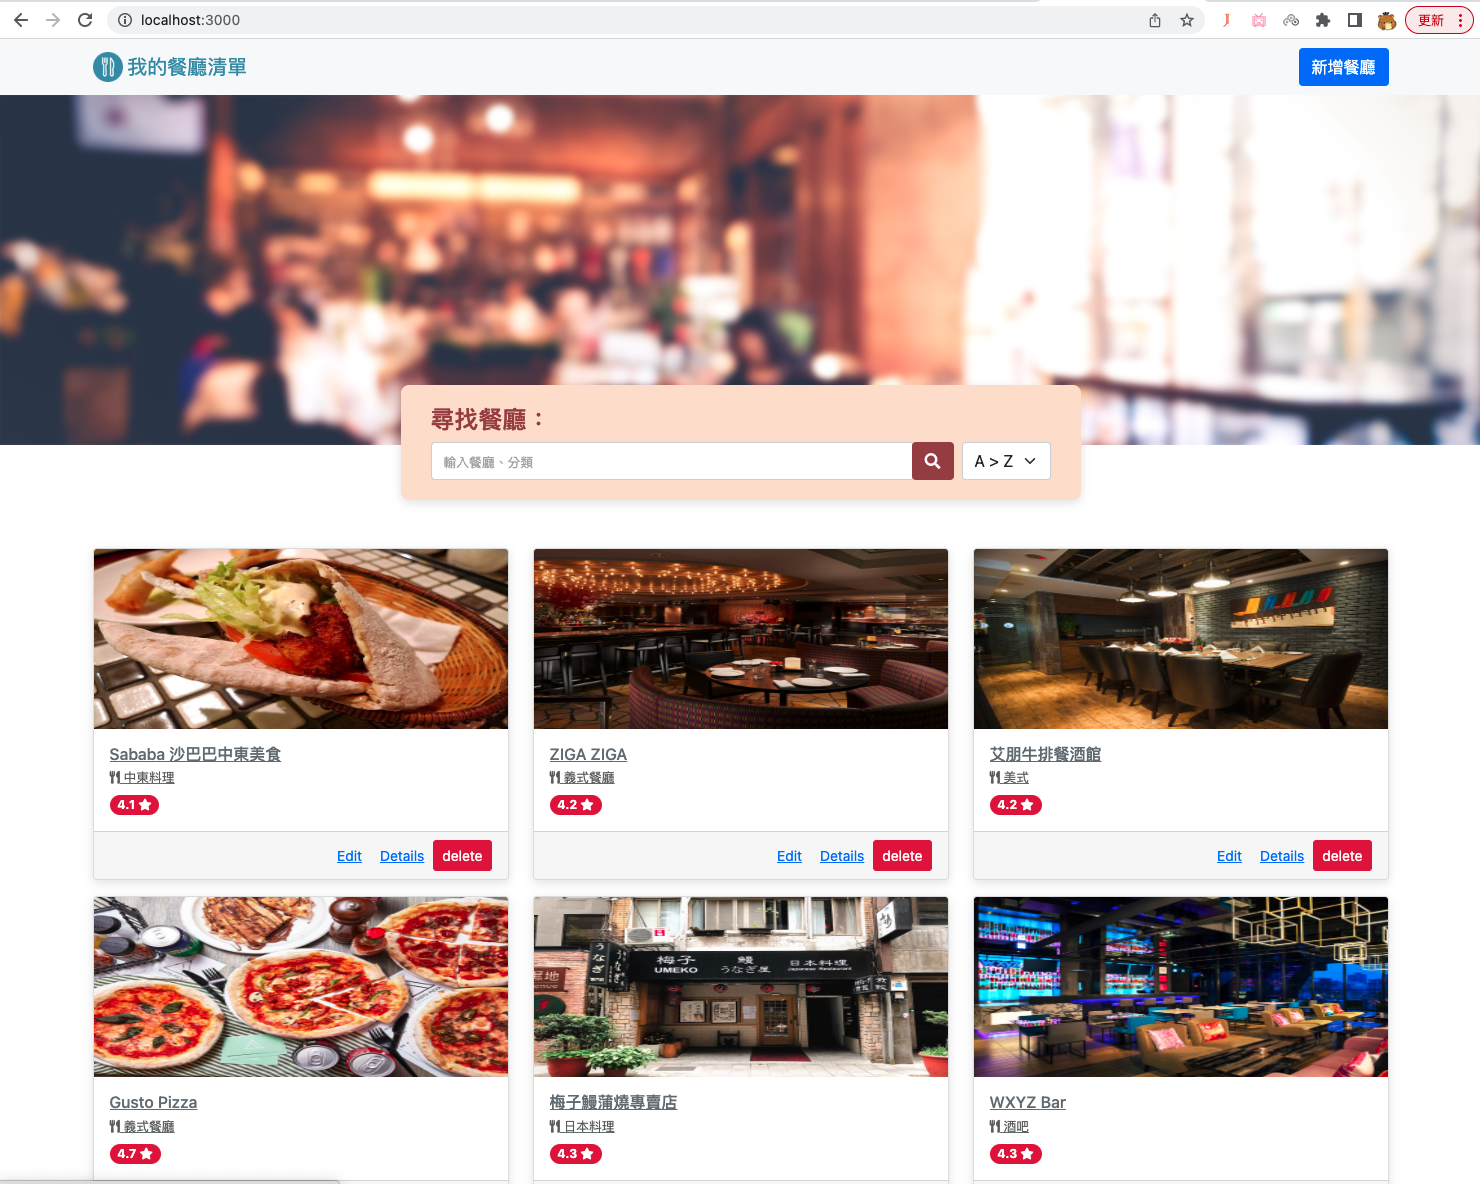 localhost:3000
更新
我的餐廳清單
新增餐廳
尋找餐廳：
輸入餐廳、分類
A > Z
Sababa 沙巴巴中東美食
中東料理
4.1
Edit Details delete
ZIGA ZIGA
義式餐廳
4.2
Edit Details delete
艾朋牛排餐酒館
美式
4.2
Edit Details delete
Gusto Pizza
義式餐廳
4.7
梅子 鰻 日本料理
UMEKO うなぎ屋 Japanese Restaurant
うなぎ
梅子鰻蒲燒專賣店
日本料理
4.3
WXYZ Bar
酒吧
4.3